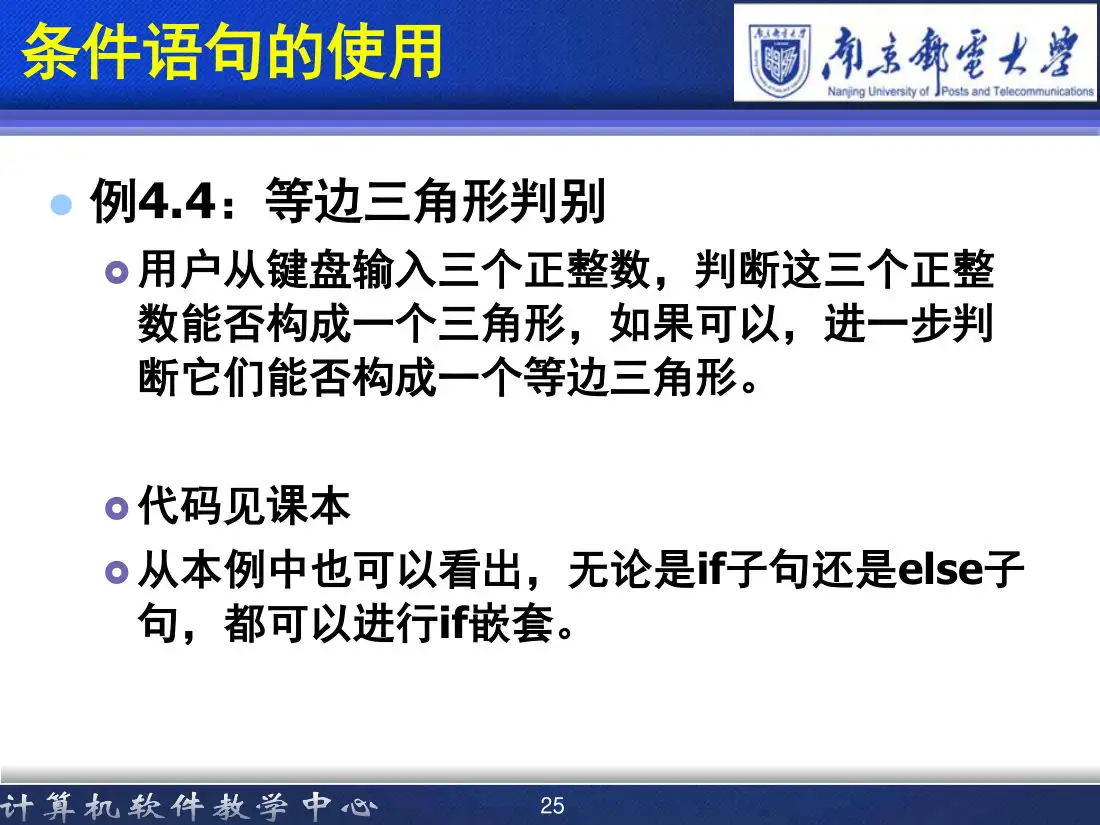 条件语句的使用
南京邮電大学
Nanjing University of Posts and Telecommunications
例4.4：等边三角形判别
用户从键盘输入三个正整数，判断这三个正整
数能否构成一个三角形，如果可以，进一步判
断它们能否构成一个等边三角形。
代码见课本
从本例中也可以看出，无论是if子句还是else子
句，都可以进行if嵌套。
计算机软件教学中心
25